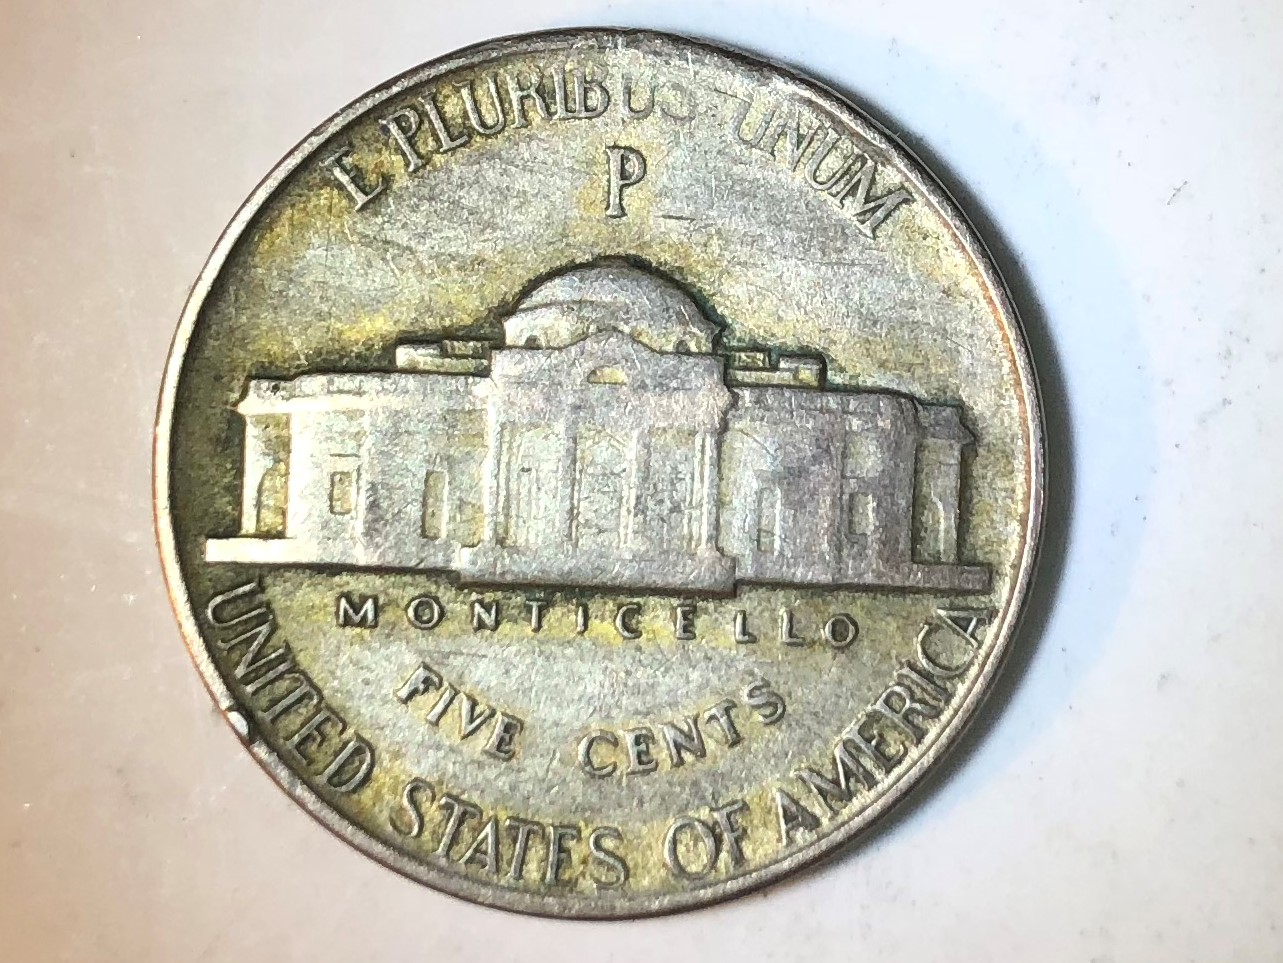 E PLURIBUS UNUM
P
MONTICELLO
FIVE CENTS
UNITED STATES OF AMERICA